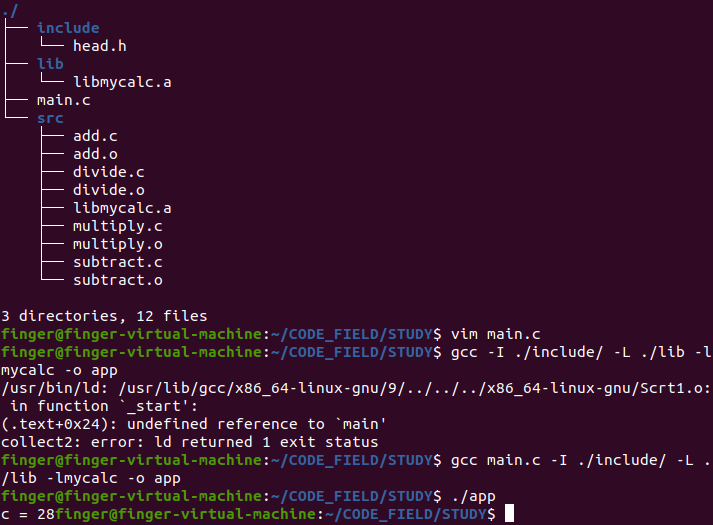 ./
├── include
│   └── head.h
├── lib
│   └── libmycalc.a
├── main.c
└── src
    ├── add.c
    ├── add.o
    ├── divide.c
    ├── divide.o
    ├── libmycalc.a
    ├── multiply.c
    ├── multiply.o
    ├── subtract.c
    └── subtract.o

3 directories, 12 files
finger@finger-virtual-machine:~/CODE_FIELD/STUDY$ vim main.c
finger@finger-virtual-machine:~/CODE_FIELD/STUDY$ gcc -I ./include/ -L ./lib -l
mycalc -o app
/usr/bin/ld: /usr/lib/gcc/x86_64-linux-gnu/9/../../../x86_64-linux-gnu/Scrt1.o:
 in function `_start':
(.text+0x24): undefined reference to `main'
collect2: error: ld returned 1 exit status
finger@finger-virtual-machine:~/CODE_FIELD/STUDY$ gcc main.c -I ./include/ -L .
/lib -lmycalc -o app
finger@finger-virtual-machine:~/CODE_FIELD/STUDY$ ./app
c = 28finger@finger-virtual-machine:~/CODE_FIELD/STUDY$